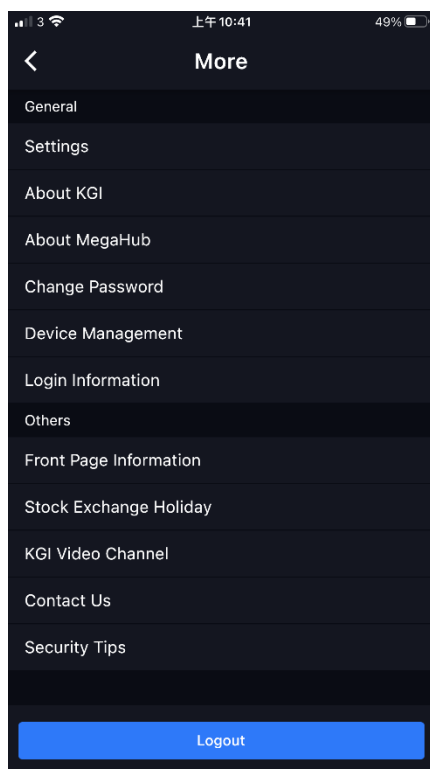 3 上午10:41 49%
More
General
Settings
About KGI
About MegaHub
Change Password
Device Management
Login Information
Others
Front Page Information
Stock Exchange Holiday
KGI Video Channel
Contact Us
Security Tips
Logout